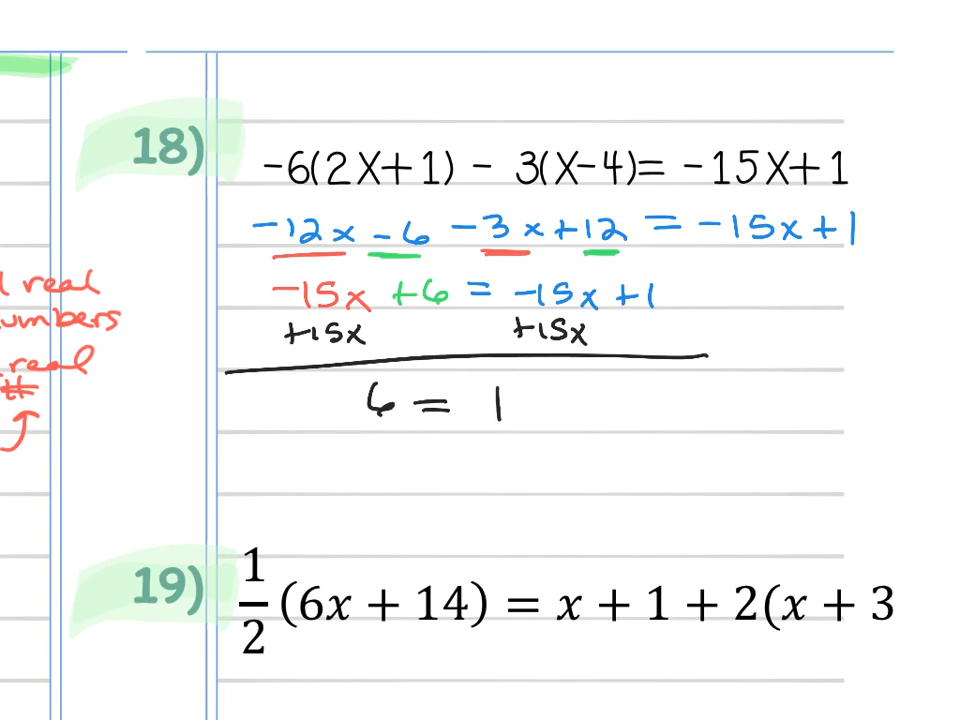 18)
-6(2X+1) - 3(X-4)= -15X+1
-12x -6 -3x +12 = -15x +1
-15x +6 = -15x +1
+15x +15x
6 = 1
real
numbers
real
#
19) 1/2 (6x + 14) = x + 1 + 2(x + 3